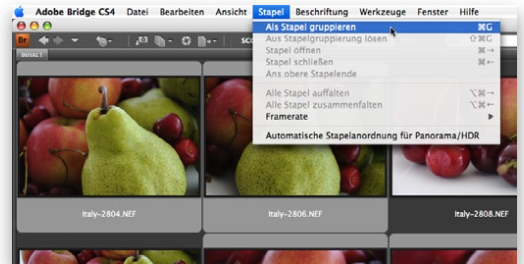 Adobe Bridge CS4 Datei Bearbeiten Ansicht Stapel Beschriftung Werkzeuge Fenster Hilfe
Als Stapel gruppieren ⌘G
Aus Stapelgruppierung lösen ⇧⌘G
Stapel öffnen ⌘→
Stapel schließen ⌘←
Ans obere Stapelende
Alle Stapel auffalten ⌥⌘→
Alle Stapel zusammenfalten ⌥⌘←
Framerate
Automatische Stapelanordnung für Panorama/HDR
Br
INHALT
Italy-2804.NEF Italy-2806.NEF Italy-2808.NEF